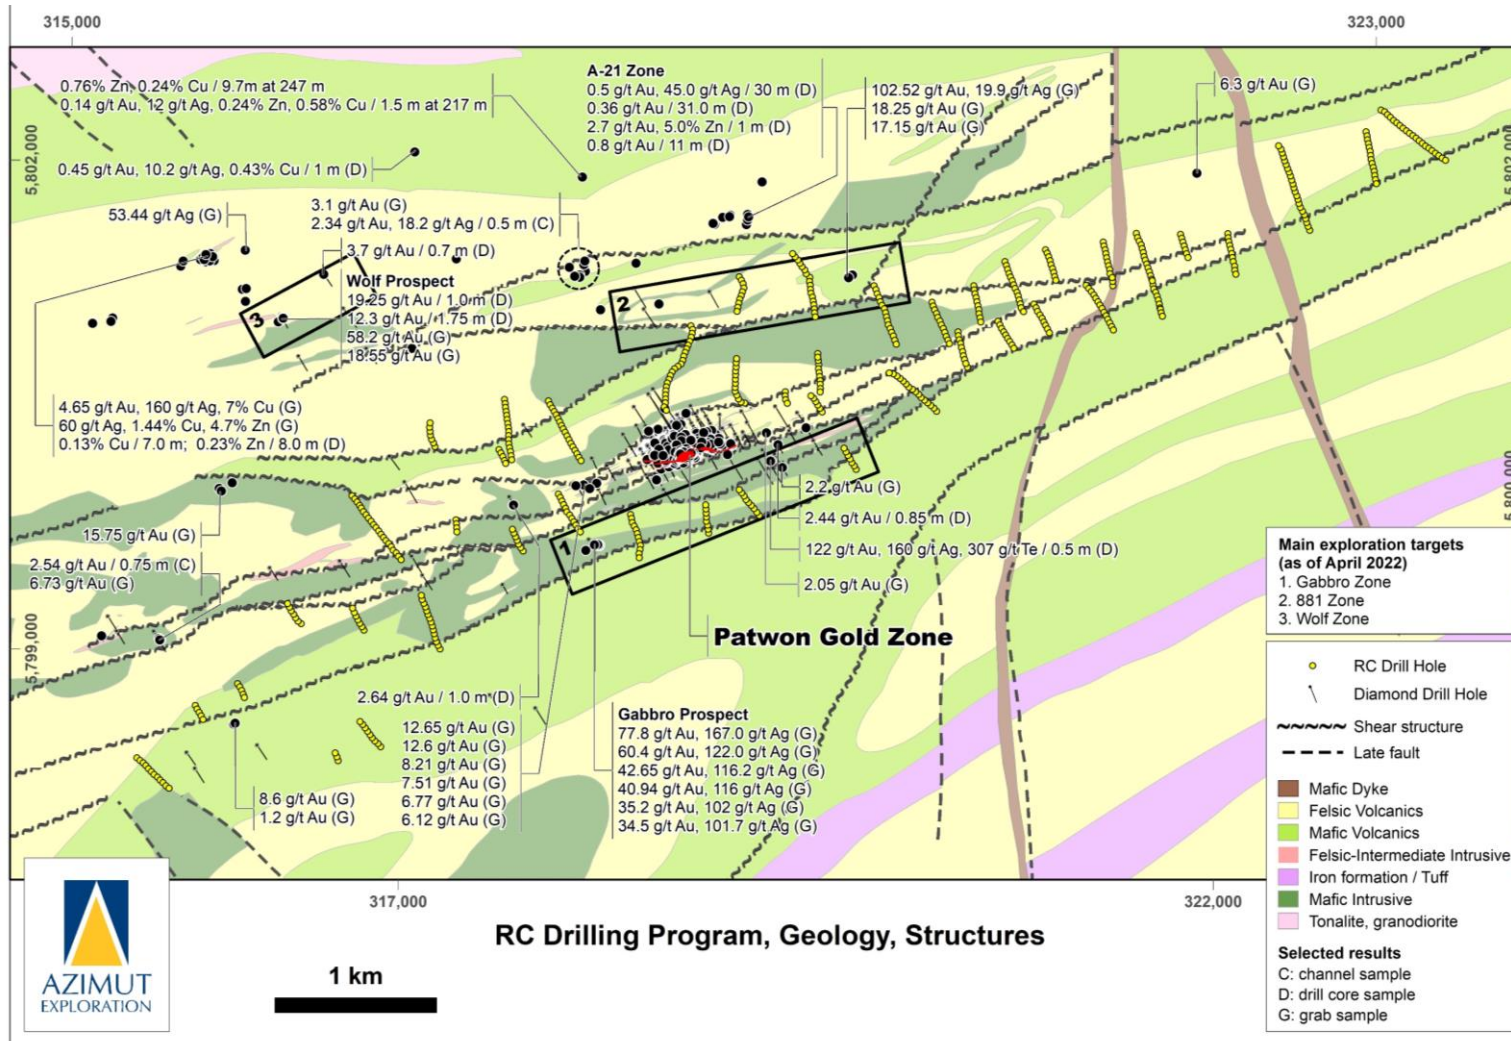 315,000
323,000
0.76% Zn, 0.24% Cu / 9.7m at 247 m
0.14 g/t Au, 12 g/t Ag, 0.24% Zn, 0.58% Cu / 1.5 m at 217 m
A-21 Zone
0.5 g/t Au, 45.0 g/t Ag / 30 m (D)
0.36 g/t Au / 31.0 m (D)
2.7 g/t Au, 5.0% Zn / 1 m (D)
0.8 g/t Au / 11 m (D)
102.52 g/t Au, 19.9 g/t Ag (G)
18.25 g/t Au (G)
17.15 g/t Au (G)
6.3 g/t Au (G)
5,802,000
5,802,000
0.45 g/t Au, 10.2 g/t Ag, 0.43% Cu / 1 m (D)
53.44 g/t Ag (G)
3.1 g/t Au (G)
2.34 g/t Au, 18.2 g/t Ag / 0.5 m (C)
3.7 g/t Au / 0.7 m (D)
Wolf Prospect
19.25 g/t Au / 1.0 m (D)
12.3 g/t Au / 1.75 m (D)
58.2 g/t Au (G)
18.55 g/t Au (G)
3
2
4.65 g/t Au, 160 g/t Ag, 7% Cu (G)
60 g/t Ag, 1.44% Cu, 4.7% Zn (G)
0.13% Cu / 7.0 m; 0.23% Zn / 8.0 m (D)
5,800,000
2.2 g/t Au (G)
2.44 g/t Au / 0.85 m (D)
122 g/t Au, 160 g/t Ag, 307 g/t Te / 0.5 m (D)
2.05 g/t Au (G)
15.75 g/t Au (G)
2.54 g/t Au / 0.75 m (C)
6.73 g/t Au (G)
1
Patwon Gold Zone
5,799,000
2.64 g/t Au / 1.0 m (D)
12.65 g/t Au (G)
12.6 g/t Au (G)
8.21 g/t Au (G)
7.51 g/t Au (G)
6.77 g/t Au (G)
6.12 g/t Au (G)
Gabbro Prospect
77.8 g/t Au, 167.0 g/t Ag (G)
60.4 g/t Au, 122.0 g/t Ag (G)
42.65 g/t Au, 116.2 g/t Ag (G)
40.94 g/t Au, 116 g/t Ag (G)
35.2 g/t Au, 102 g/t Ag (G)
34.5 g/t Au, 101.7 g/t Ag (G)
8.6 g/t Au (G)
1.2 g/t Au (G)
Main exploration targets
(as of April 2022)
1. Gabbro Zone
2. 881 Zone
3. Wolf Zone
RC Drill Hole
Diamond Drill Hole
Shear structure
Late fault
Mafic Dyke
Felsic Volcanics
Mafic Volcanics
Felsic-Intermediate Intrusive
Iron formation / Tuff
Mafic Intrusive
Tonalite, granodiorite
Selected results
C: channel sample
D: drill core sample
G: grab sample
317,000
322,000
RC Drilling Program, Geology, Structures
1 km
AZIMUT
EXPLORATION